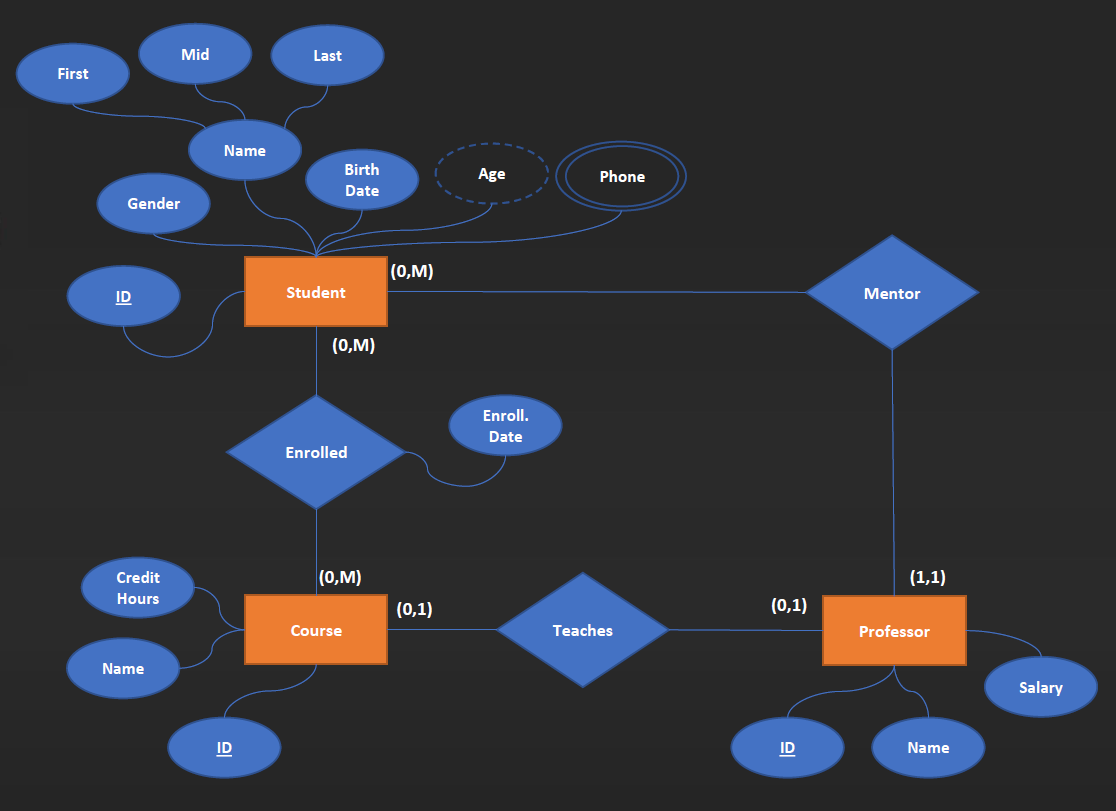 First
Mid
Last
Name
Birth
Date
Age
Phone
Gender
(0,M)
ID
Student
Mentor
(0,M)
Enroll.
Date
Enrolled
(0,M)
(1,1)
Credit
Hours
(0,1)
(0,1)
Course
Teaches
Professor
Name
Salary
ID
ID
Name